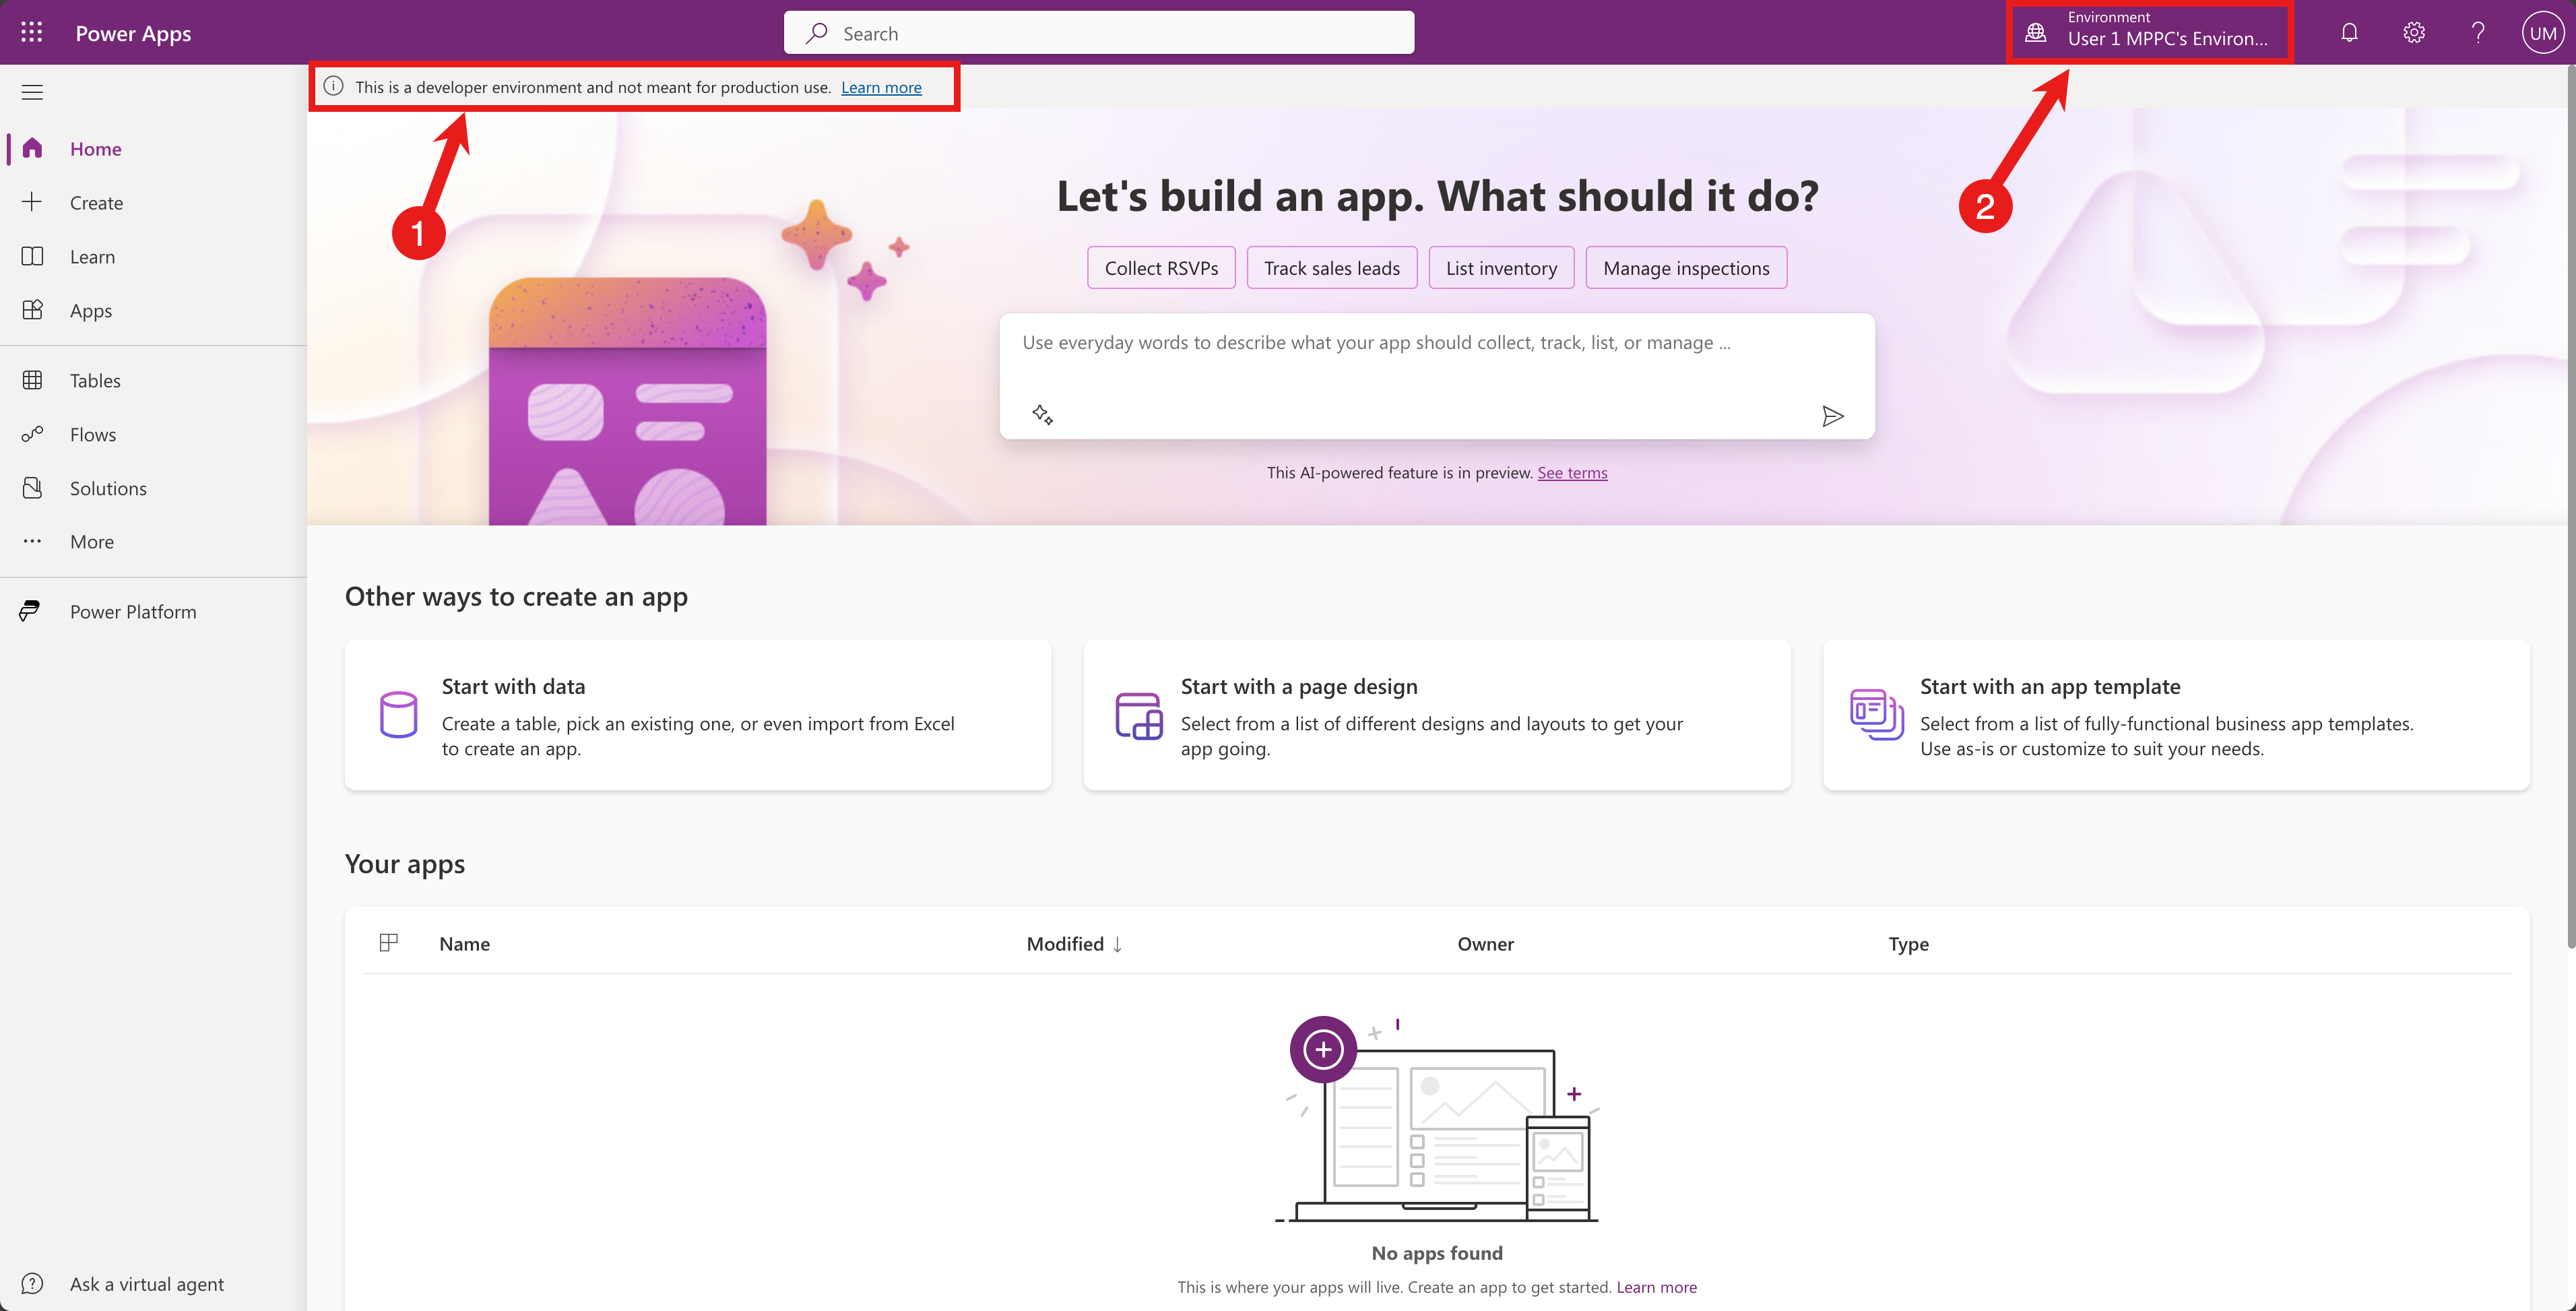 Power Apps
Search
Environment
User 1 MPPC's Environ...
UM
This is a developer environment and not meant for production use. Learn more
1
2
Home
Create
Learn
Apps
Tables
Flows
Solutions
More
Power Platform
Ask a virtual agent
Let's build an app. What should it do?
Collect RSVPs
Track sales leads
List inventory
Manage inspections
Use everyday words to describe what your app should collect, track, list, or manage ...
This AI-powered feature is in preview. See terms
Other ways to create an app
Start with data
Create a table, pick an existing one, or even import from Excel
to create an app.
Start with a page design
Select from a list of different designs and layouts to get your
app going.
Start with an app template
Select from a list of fully-functional business app templates.
Use as-is or customize to suit your needs.
Your apps
Name
Modified ↓
Owner
Type
No apps found
This is where your apps will live. Create an app to get started. Learn more